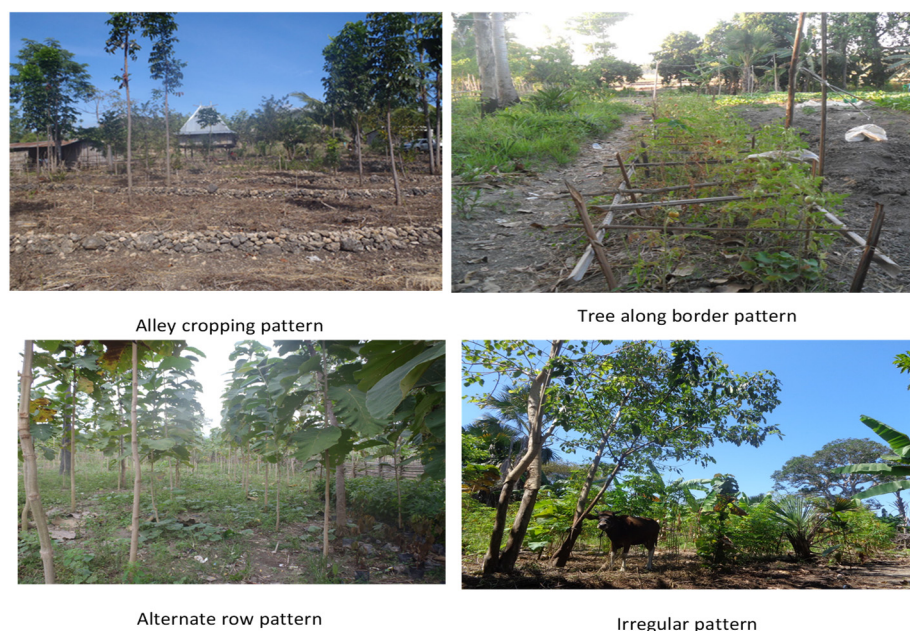 Alley cropping pattern
Tree along border pattern
Alternate row pattern
Irregular pattern